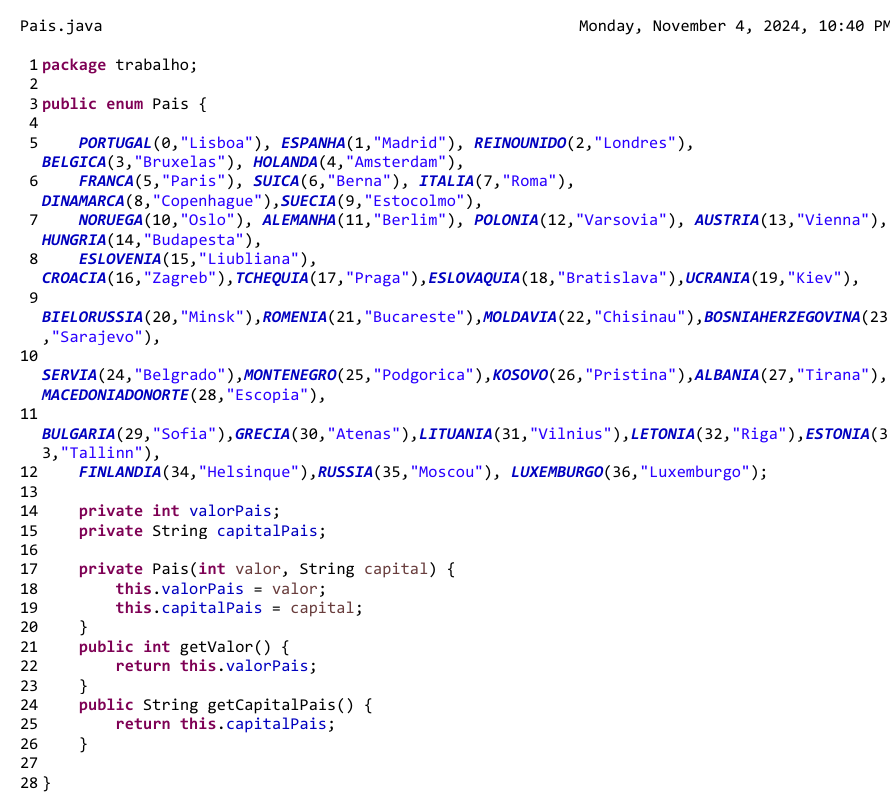 Pais.java Monday, November 4, 2024, 10:40 PM
1 package trabalho;
2
3 public enum Pais {
4
5 PORTUGAL(0,"Lisboa"), ESPANHA(1,"Madrid"), REINOUNIDO(2,"Londres"),
BELGICA(3,"Bruxelas"), HOLANDA(4,"Amsterdam"),
6 FRANCA(5,"Paris"), SUICA(6,"Berna"), ITALIA(7,"Roma"),
DINAMARCA(8,"Copenhague"),SUECIA(9,"Estocolmo"),
7 NORUEGA(10,"Oslo"), ALEMANHA(11,"Berlim"), POLONIA(12,"Varsovia"), AUSTRIA(13,"Vienna"),
HUNGRIA(14,"Budapesta"),
8 ESLOVENIA(15,"Liubliana"),
CROACIA(16,"Zagreb"),TCHEQUIA(17,"Praga"),ESLOVAQUIA(18,"Bratislava"),UCRANIA(19,"Kiev"),
9
BIELORUSSIA(20,"Minsk"),ROMENIA(21,"Bucareste"),MOLDAVIA(22,"Chisinau"),BOSNIAHERZEGOVINA(23
,"Sarajevo"),
10
SERVIA(24,"Belgrado"),MONTENEGRO(25,"Podgorica"),KOSOVO(26,"Pristina"),ALBANIA(27,"Tirana"),
MACEDONIADONORTE(28,"Escopia"),
11
BULGARIA(29,"Sofia"),GRECIA(30,"Atenas"),LITUANIA(31,"Vilnius"),LETONIA(32,"Riga"),ESTONIA(3
3,"Tallinn"),
12 FINLANDIA(34,"Helsinque"),RUSSIA(35,"Moscou"), LUXEMBURGO(36,"Luxemburgo");
13
14 private int valorPais;
15 private String capitalPais;
16
17 private Pais(int valor, String capital) {
18 this.valorPais = valor;
19 this.capitalPais = capital;
20 }
21 public int getValor() {
22 return this.valorPais;
23 }
24 public String getCapitalPais() {
25 return this.capitalPais;
26 }
27
28 }